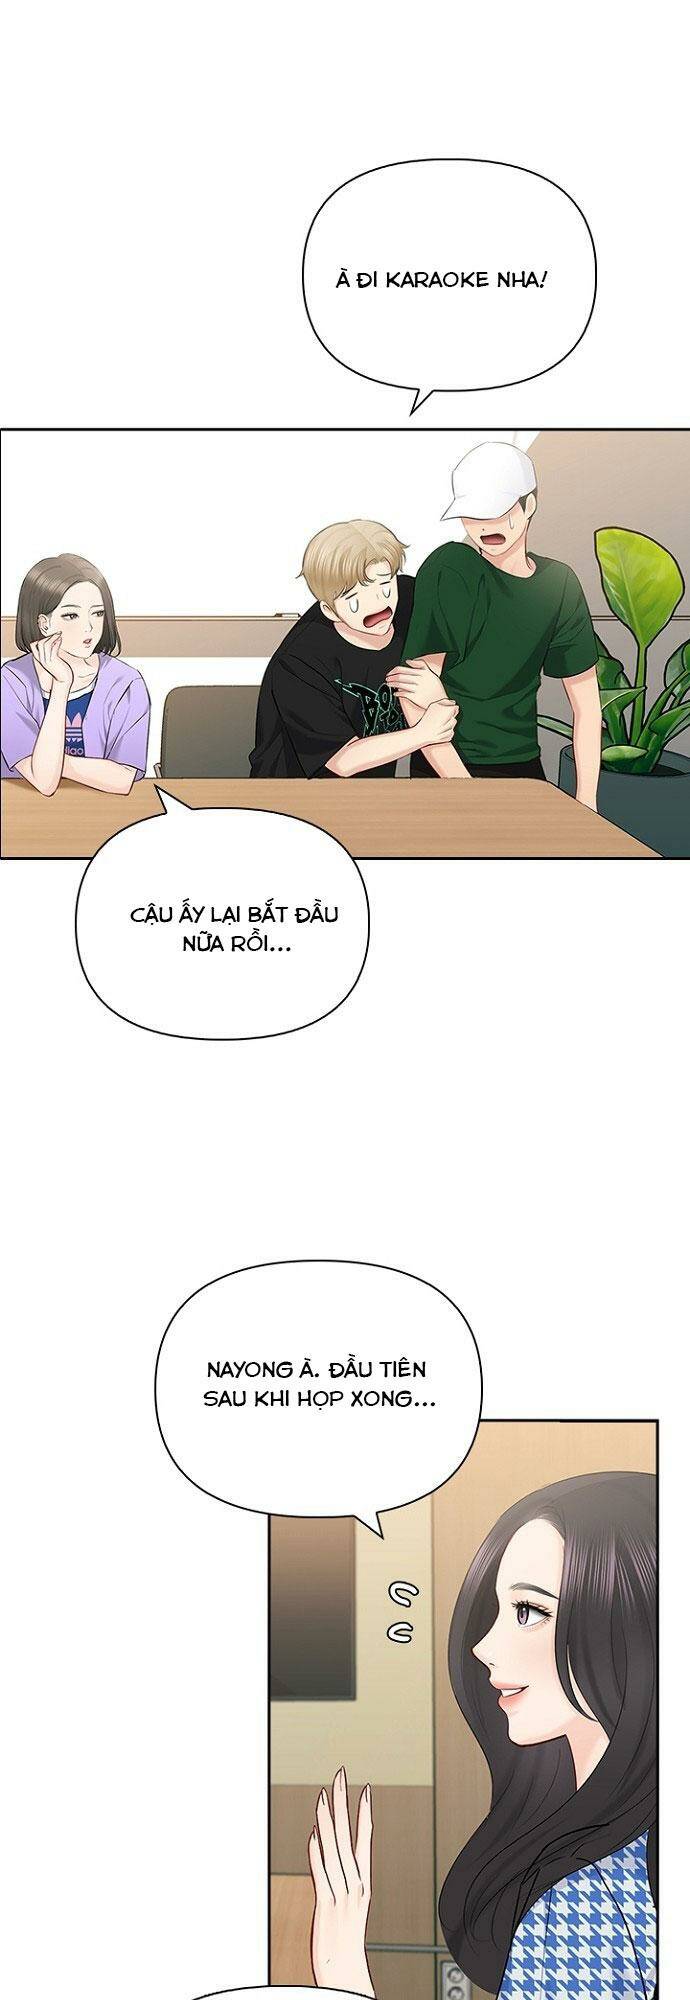 À ĐI KARAOKE NHA!
CẬU ẤY LẠI BẮT ĐẦU
NỮA RỒI...
NAYONG À. ĐẦU TIÊN
SAU KHI HỌP XONG...